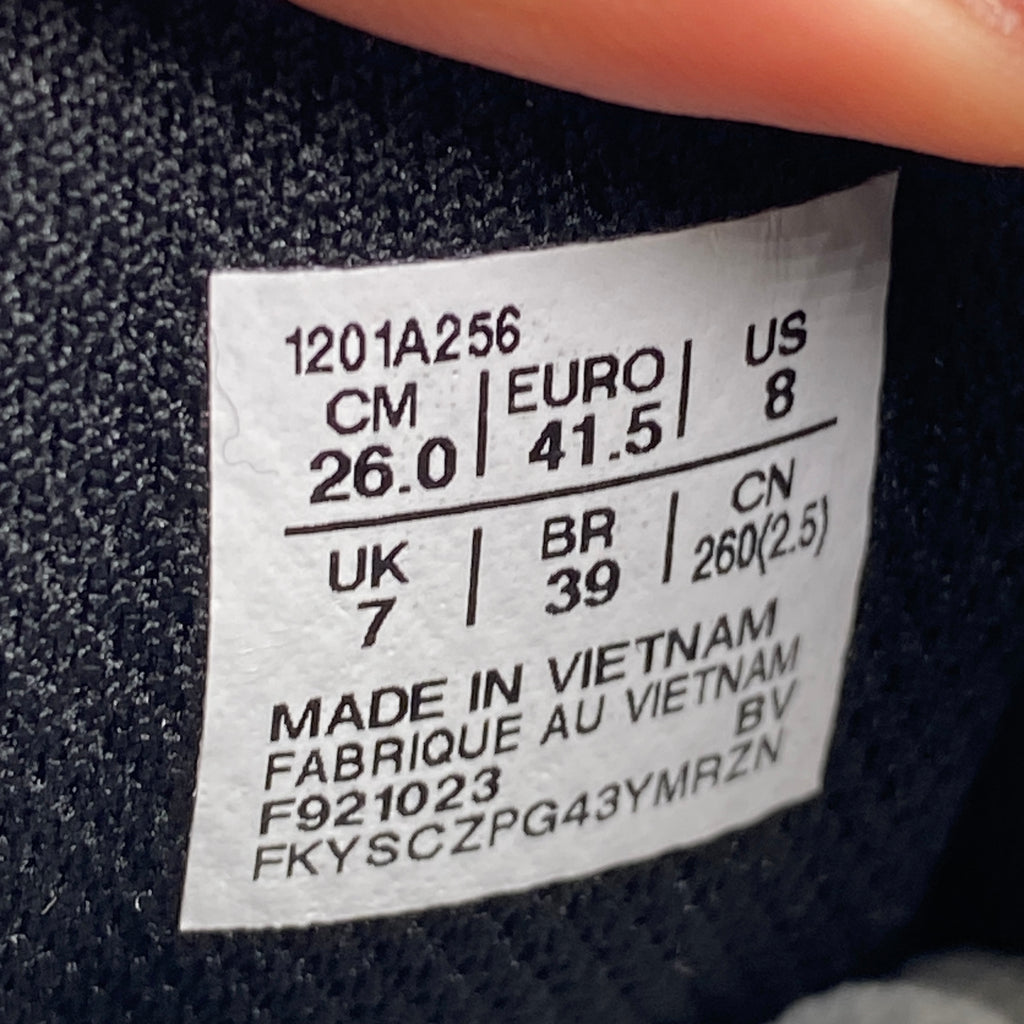 1201A256
CM | EURO | US
26.0 | 41.5 | 8
UK | BR | CN
7 | 39 | 260(2.5)
MADE IN VIETNAM
FABRIQUE AU VIETNAM
BV
F921023
FKYSCZPG43YMRZN